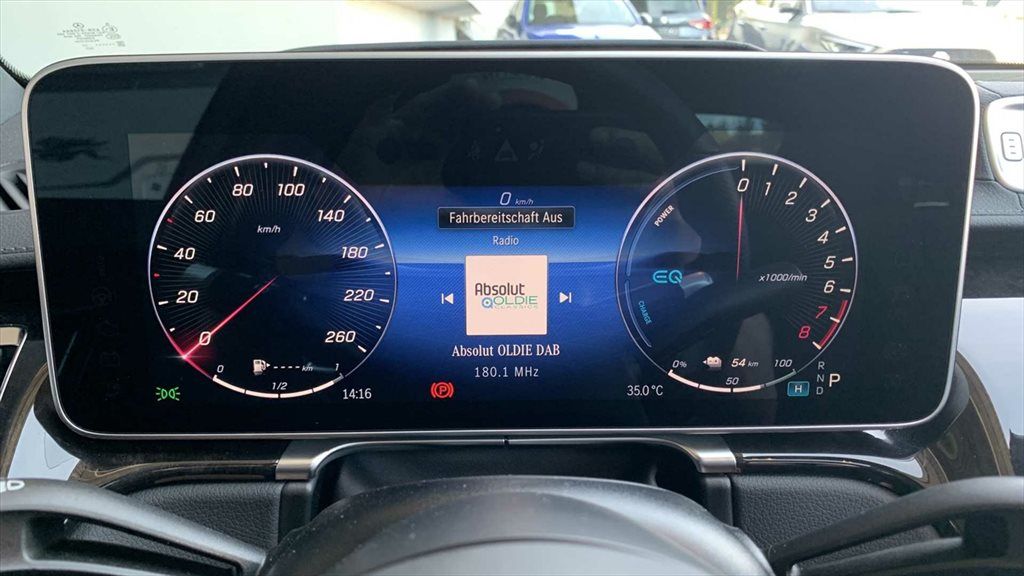 0 km/h
Fahrbereitschaft Aus
Radio
Absolut
OLDIE
CLASSICS
Absolut OLDIE DAB
180.1 MHz
km/h
0
20
40
60
80
100
140
180
220
260
0
1/2
1
-----km
14:16
P
35.0°C
POWER
EQ
CHARGE
0
1
2
3
4
5
6
7
8
x1000/min
0%
50
100
54 km
H
R
N
D
P